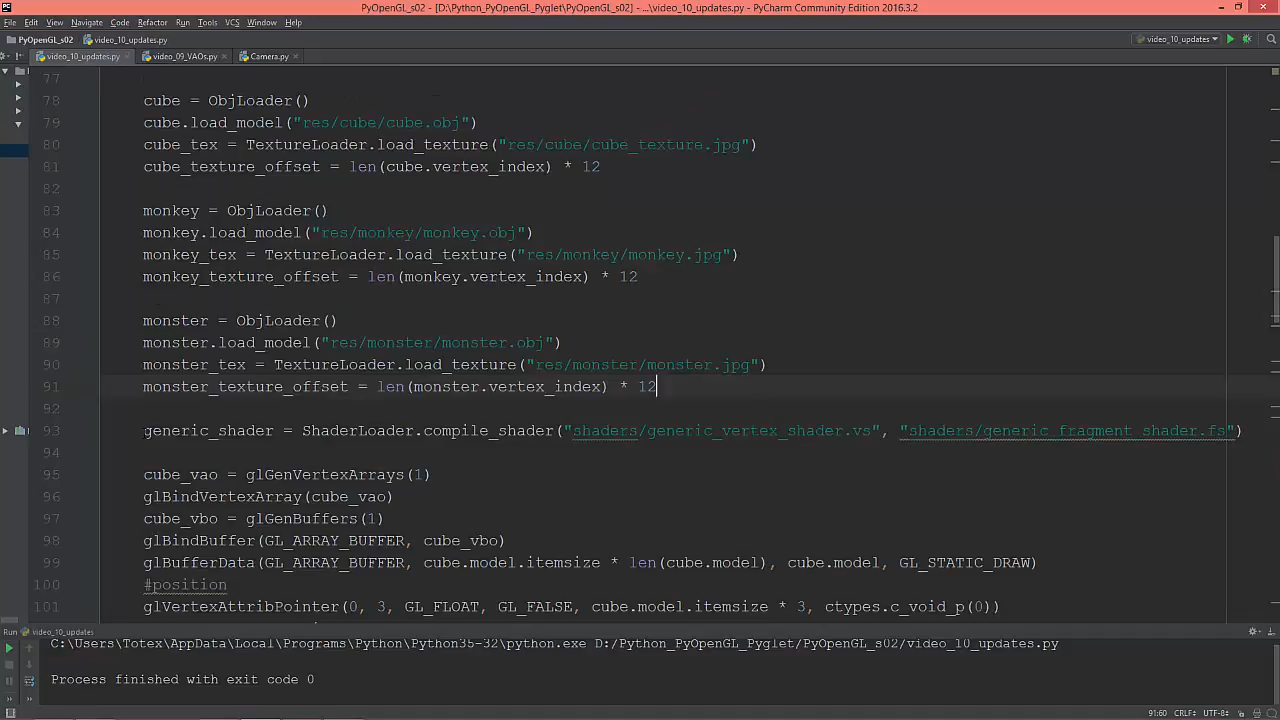 PyOpenGL_s02 - [D:\Python_PyOpenGL_Pyglet\PyOpenGL_s02] - ...\video_10_updates.py - PyCharm Community Edition 2016.3.2
File Edit View Navigate Code Refactor Run Tools VCS Window Help
PyOpenGL_s02 video_10_updates.py video_10_updates
video_10_updates.py video_09_VAOs.py Camera.py
77
78 cube = ObjLoader()
79 cube.load_model("res/cube/cube.obj")
80 cube_tex = TextureLoader.load_texture("res/cube/cube_texture.jpg")
81 cube_texture_offset = len(cube.vertex_index) * 12
82
83 monkey = ObjLoader()
84 monkey.load_model("res/monkey/monkey.obj")
85 monkey_tex = TextureLoader.load_texture("res/monkey/monkey.jpg")
86 monkey_texture_offset = len(monkey.vertex_index) * 12
87
88 monster = ObjLoader()
89 monster.load_model("res/monster/monster.obj")
90 monster_tex = TextureLoader.load_texture("res/monster/monster.jpg")
91 monster_texture_offset = len(monster.vertex_index) * 12
92
93 generic_shader = ShaderLoader.compile_shader("shaders/generic_vertex_shader.vs", "shaders/generic_fragment_shader.fs")
94
95 cube_vao = glGenVertexArrays(1)
96 glBindVertexArray(cube_vao)
97 cube_vbo = glGenBuffers(1)
98 glBindBuffer(GL_ARRAY_BUFFER, cube_vbo)
99 glBufferData(GL_ARRAY_BUFFER, cube.model.itemsize * len(cube.model), cube.model, GL_STATIC_DRAW)
100 #position
101 glVertexAttribPointer(0, 3, GL_FLOAT, GL_FALSE, cube.model.itemsize * 3, ctypes.c_void_p(0))
Run video_10_updates
C:\Users\Totex\AppData\Local\Programs\Python\Python35-32\python.exe D:/Python_PyOpenGL_Pyglet/PyOpenGL_s02/video_10_updates.py
Process finished with exit code 0
91:60 CRLF÷ UTF-8÷